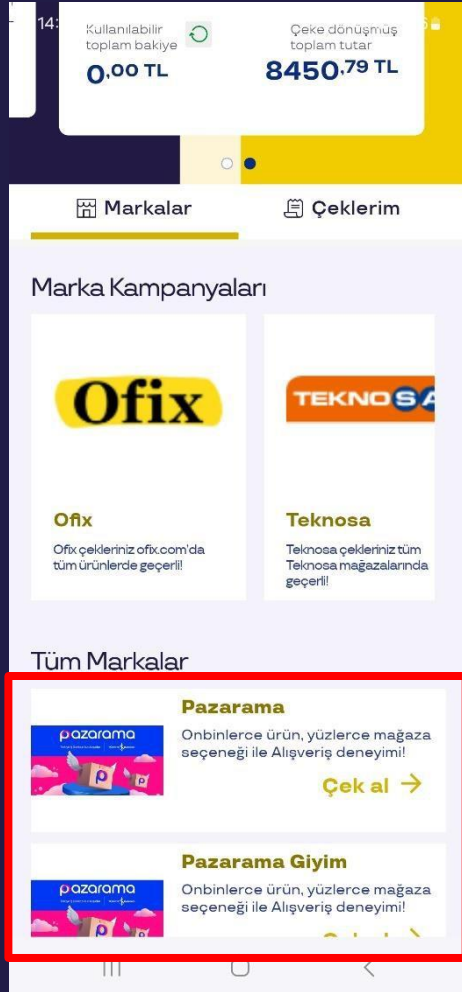 14:
Kullanılabilir
toplam bakiye
0,00 TL
Çeke dönüşmüş
toplam tutar
8450,79 TL
Markalar
Çeklerim
Marka Kampanyaları
Ofix
TEKNOSA
Ofix
Ofix çekleriniz ofix.com'da
tüm ürünlerde geçerli!
Teknosa
Teknosa çekleriniz tüm
Teknosa mağazalarında
geçerli!
Tüm Markalar
pazarama
Pazarama
Onbinlerce ürün, yüzlerce mağaza
seçeneği ile Alışveriş deneyimi!
Çek al
pazarama
Pazarama Giyim
Onbinlerce ürün, yüzlerce mağaza
seçeneği ile Alışveriş deneyimi!